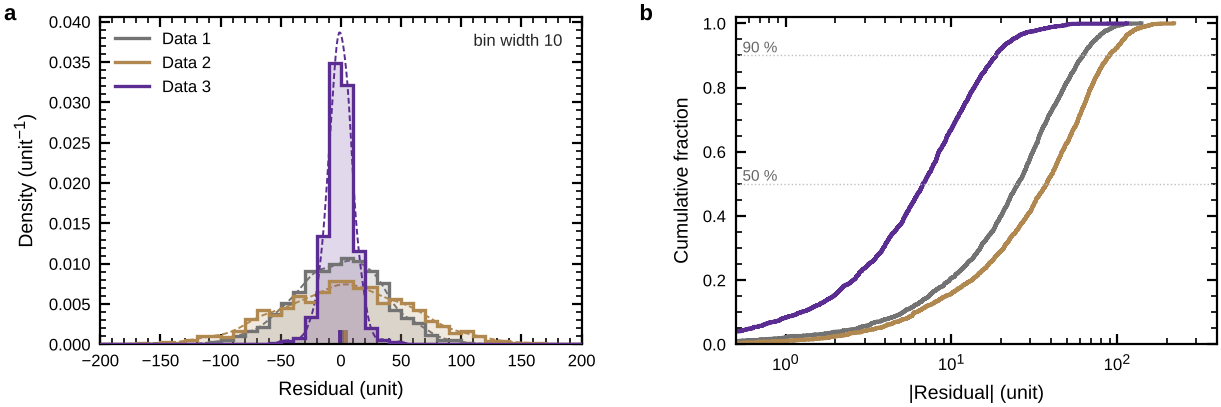 a
Data 1
Data 2
Data 3
bin width 10
Density (unit⁻¹)
0.040
0.035
0.030
0.025
0.020
0.015
0.010
0.005
0.000
−200
−150
−100
−50
0
50
100
150
200
Residual (unit)
b
90 %
50 %
Cumulative fraction
1.0
0.8
0.6
0.4
0.2
0.0
10⁰
10¹
10²
|Residual| (unit)